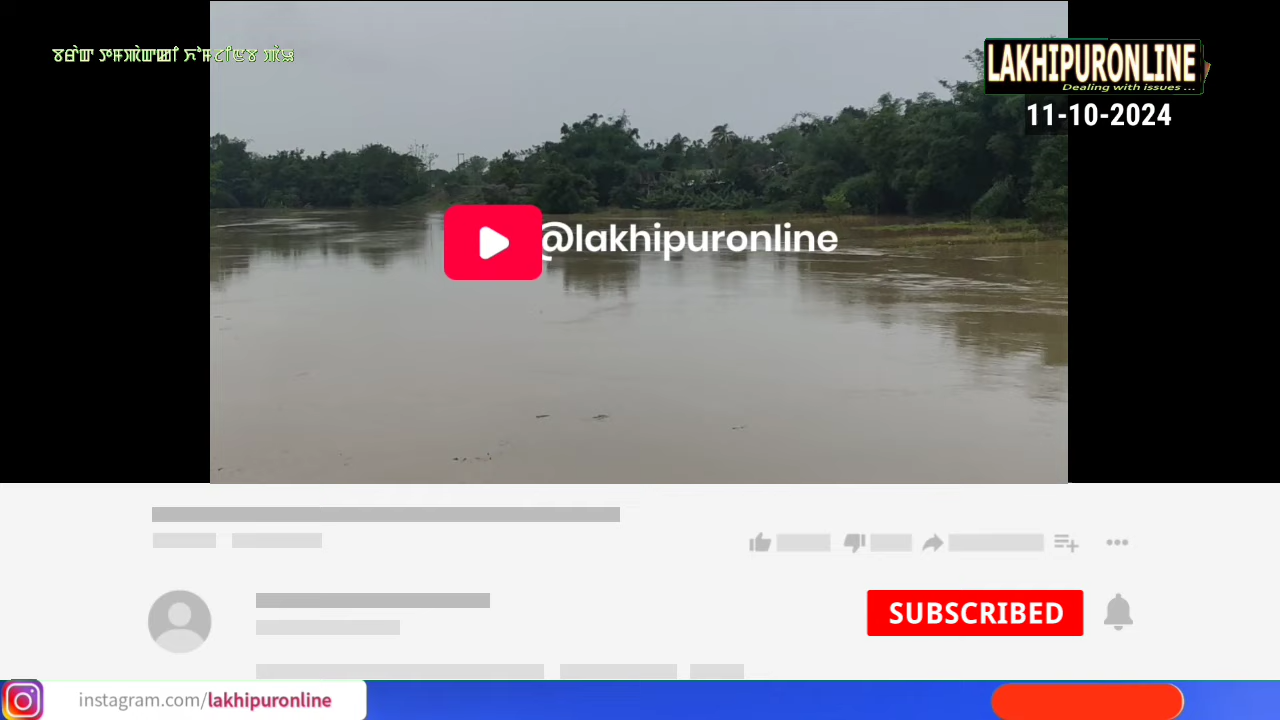 LAKHIPURONLINE
Dealing with issues ...
11-10-2024
@lakhipuronline
SUBSCRIBED
instagram.com/lakhipuronline